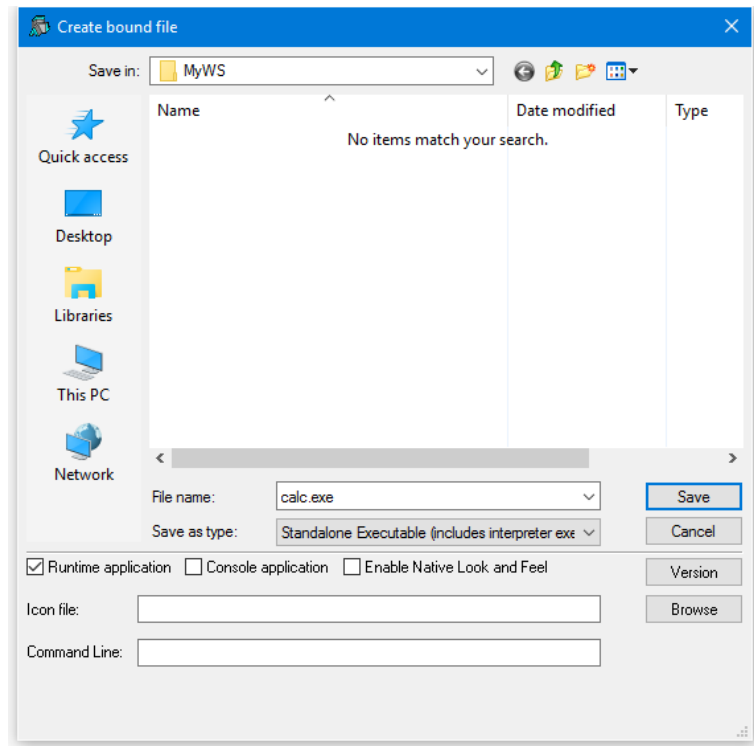 Create bound file
Save in: MyWS
Name Date modified Type
No items match your search.
Quick access
Desktop
Libraries
This PC
Network
File name: calc.exe Save
Save as type: Standalone Executable (includes interpreter exe Cancel
Runtime application Console application Enable Native Look and Feel Version
Icon file: Browse
Command Line: